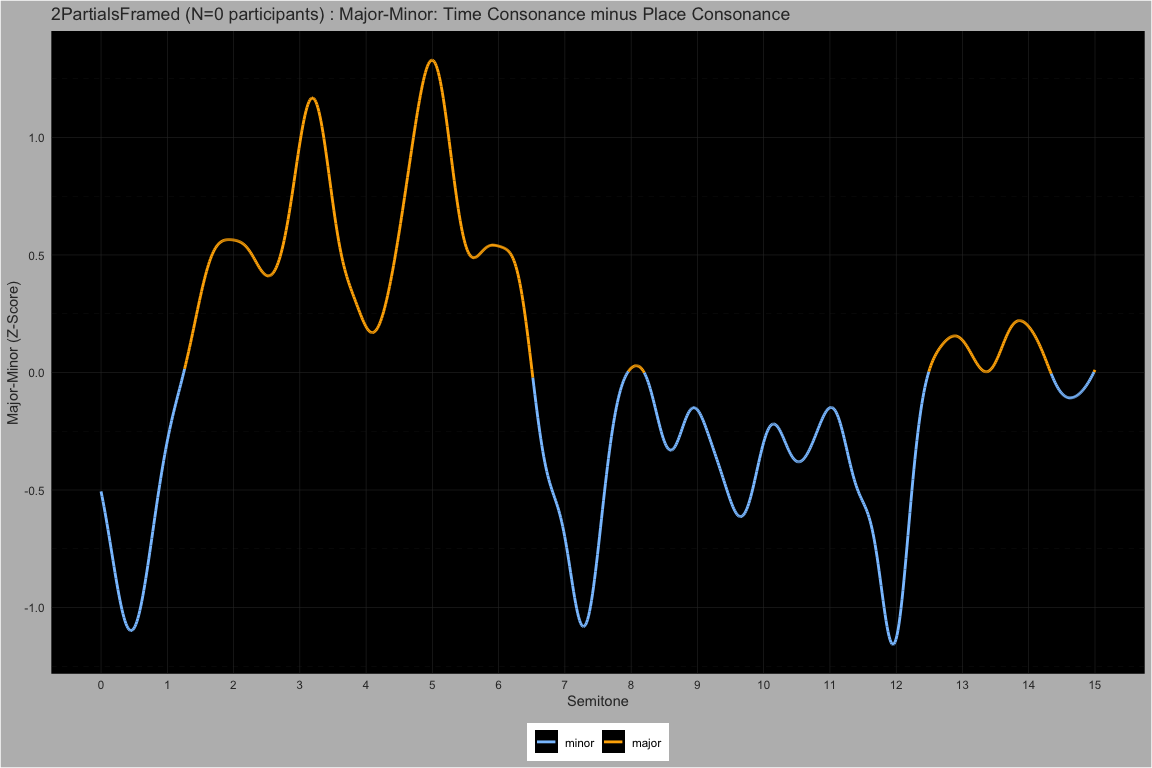 2PartialsFramed (N=0 participants) : Major-Minor: Time Consonance minus Place Consonance
Major-Minor (Z-Score)
1.0
0.5
0.0
-0.5
-1.0
0 1 2 3 4 5 6 7 8 9 10 11 12 13 14 15
Semitone
minor major